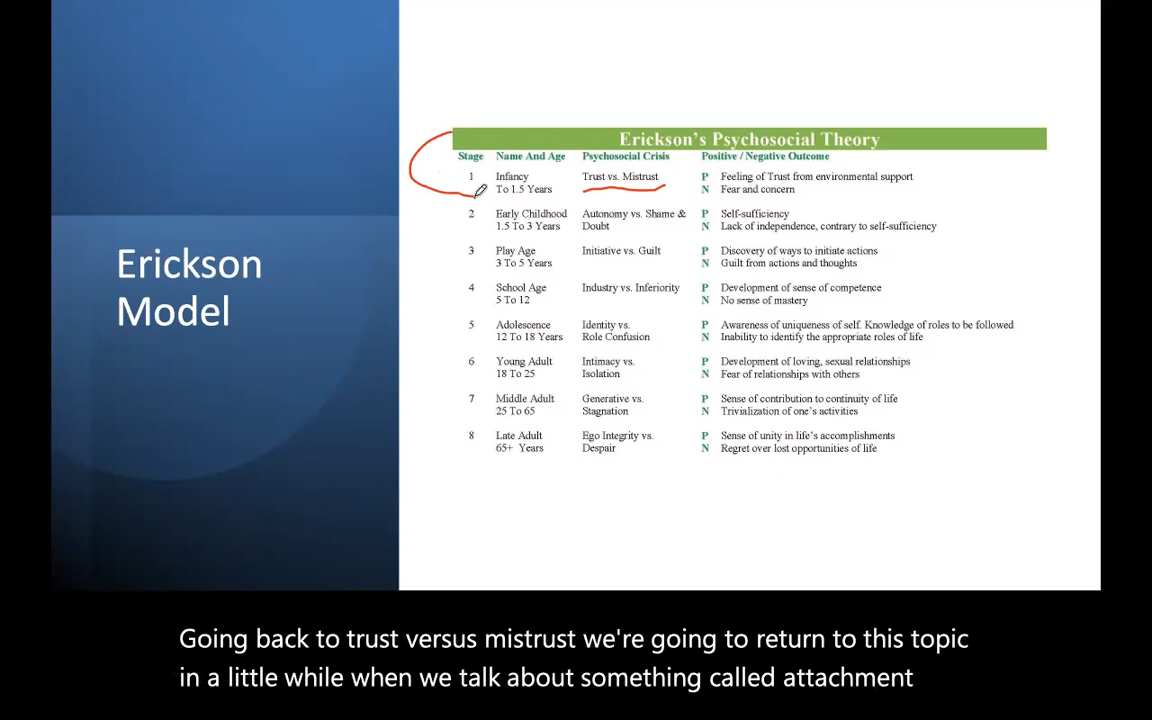 Erickson
Model
Erickson's Psychosocial Theory
Stage Name And Age Psychosocial Crisis Positive / Negative Outcome
1 Infancy Trust vs. Mistrust P Feeling of Trust from environmental support
To 1.5 Years N Fear and concern
2 Early Childhood Autonomy vs. Shame & P Self-sufficiency
1.5 To 3 Years Doubt N Lack of independence, contrary to self-sufficiency
3 Play Age Initiative vs. Guilt P Discovery of ways to initiate actions
3 To 5 Years N Guilt from actions and thoughts
4 School Age Industry vs. Inferiority P Development of sense of competence
5 To 12 N No sense of mastery
5 Adolescence Identity vs. P Awareness of uniqueness of self. Knowledge of roles to be followed
12 To 18 Years Role Confusion N Inability to identify the appropriate roles of life
6 Young Adult Intimacy vs. P Development of loving, sexual relationships
18 To 25 Isolation N Fear of relationships with others
7 Middle Adult Generative vs. P Sense of contribution to continuity of life
25 To 65 Stagnation N Trivialization of one's activities
8 Late Adult Ego Integrity vs. P Sense of unity in life's accomplishments
65+ Years Despair N Regret over lost opportunities of life
Going back to trust versus mistrust we're going to return to this topic
in a little while when we talk about something called attachment